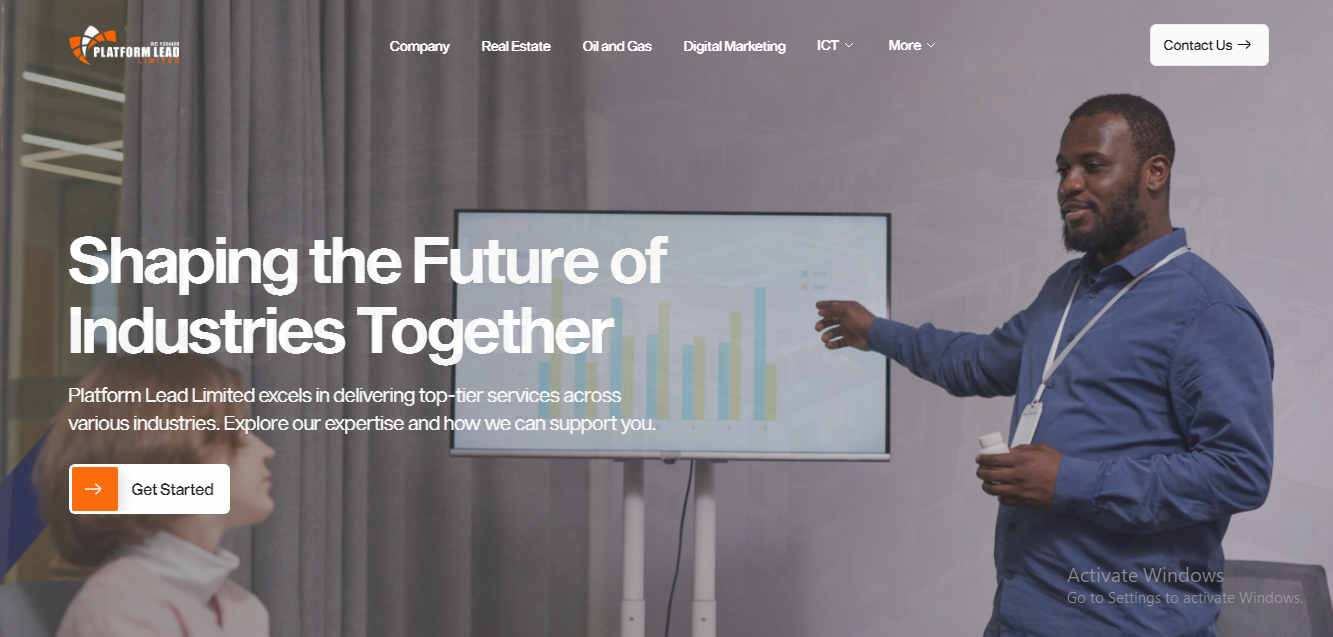 RC 1334400
PLATFORM LEAD
LIMITED
Company
Real Estate
Oil and Gas
Digital Marketing
ICT
More
Contact Us
Shaping the Future of
Industries Together
Platform Lead Limited excels in delivering top-tier services across
various industries. Explore our expertise and how we can support you.
Get Started
Activate Windows
Go to Settings to activate Windows.